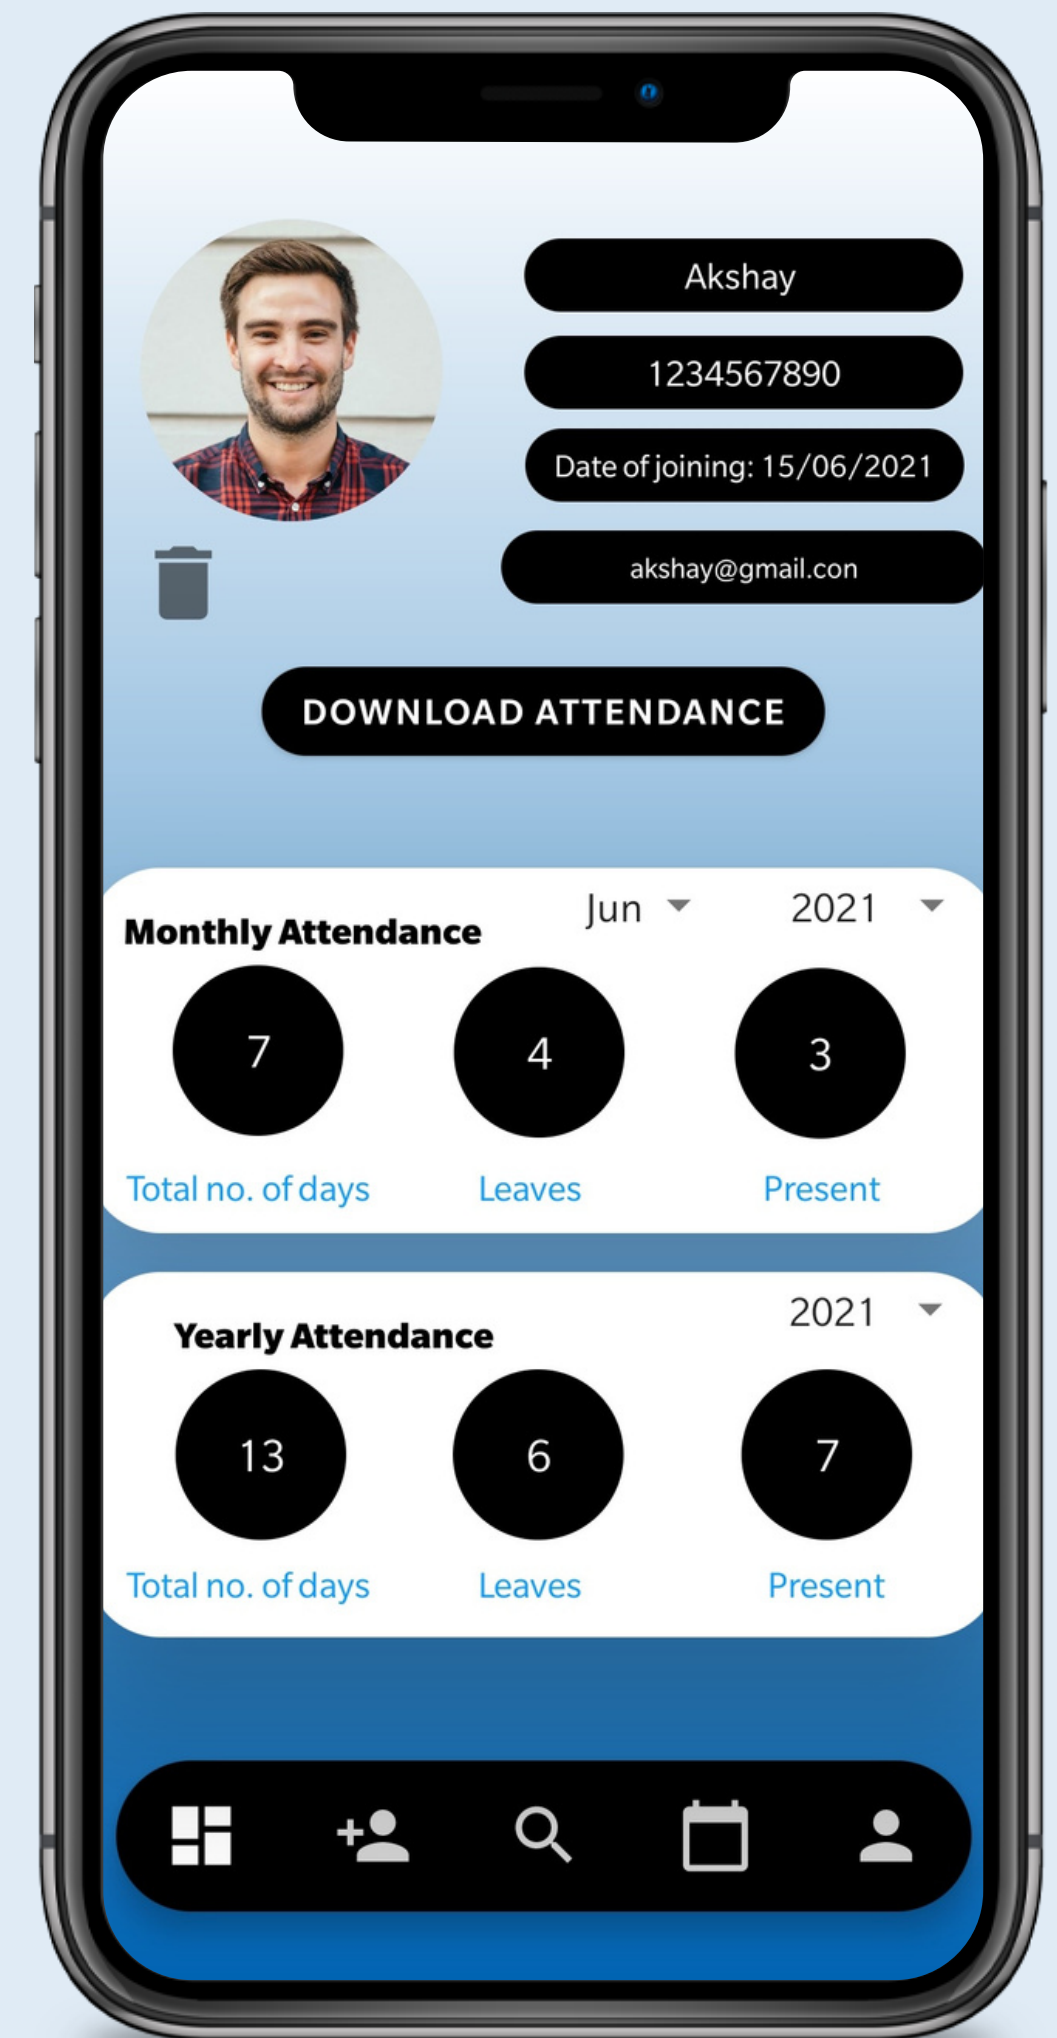 Akshay
1234567890
Date of joining: 15/06/2021
akshay@gmail.con
DOWNLOAD ATTENDANCE
Monthly Attendance Jun 2021
7 4 3
Total no. of days Leaves Present
Yearly Attendance 2021
13 6 7
Total no. of days Leaves Present